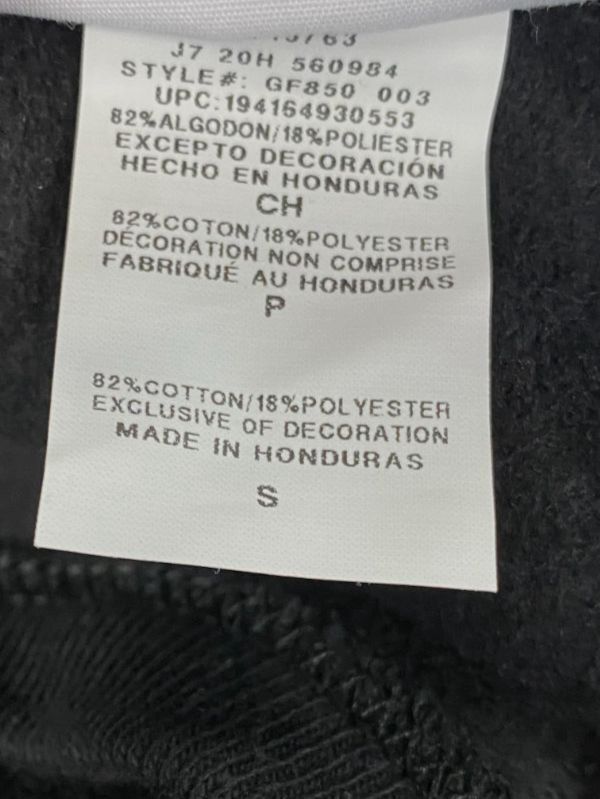 J7 20H 560984
STYLE#: GF850 003
UPC:194164930553
82%ALGODON/18%POLIESTER
EXCEPTO DECORACIÓN
HECHO EN HONDURAS
CH
82%COTON/18%POLYESTER
DÉCORATION NON COMPRISE
FABRIQUÉ AU HONDURAS
P
82%COTTON/18%POLYESTER
EXCLUSIVE OF DECORATION
MADE IN HONDURAS
S